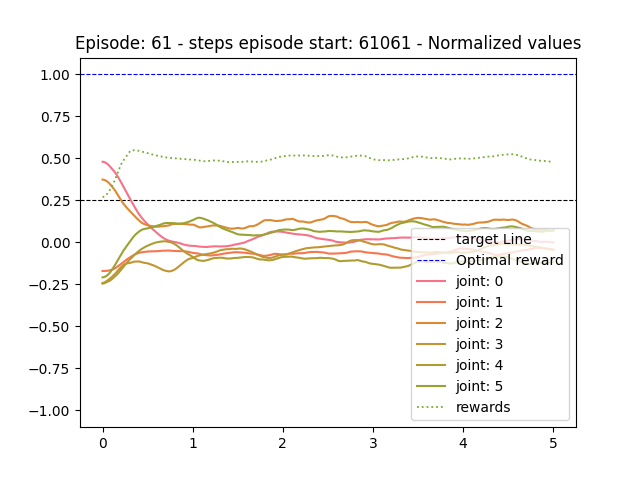 Episode: 61 - steps episode start: 61061 - Normalized values
1.00
0.75
0.50
0.25
0.00
−0.25
−0.50
−0.75
−1.00
0 1 2 3 4 5
target Line
Optimal reward
joint: 0
joint: 1
joint: 2
joint: 3
joint: 4
joint: 5
rewards